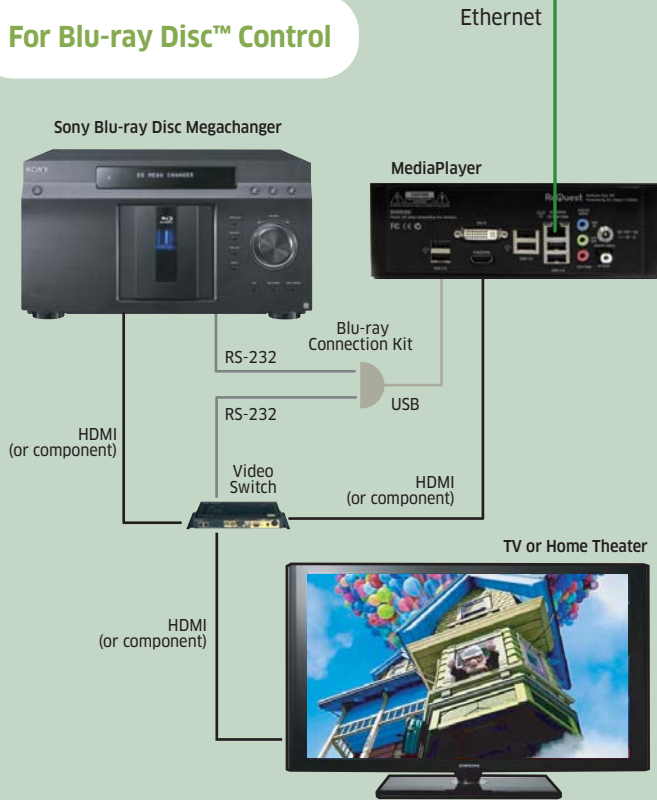 For Blu-ray Disc™ Control
Ethernet
Sony Blu-ray Disc Megachanger
MediaPlayer
SONY
BD MEGA CHANGER
ReQuest
CAUTION
FC CE
HDMI
Blu-ray
Connection Kit
RS-232
USB
RS-232
HDMI
(or component)
Video
Switch
HDMI
(or component)
TV or Home Theater
HDMI
(or component)
SAMSUNG